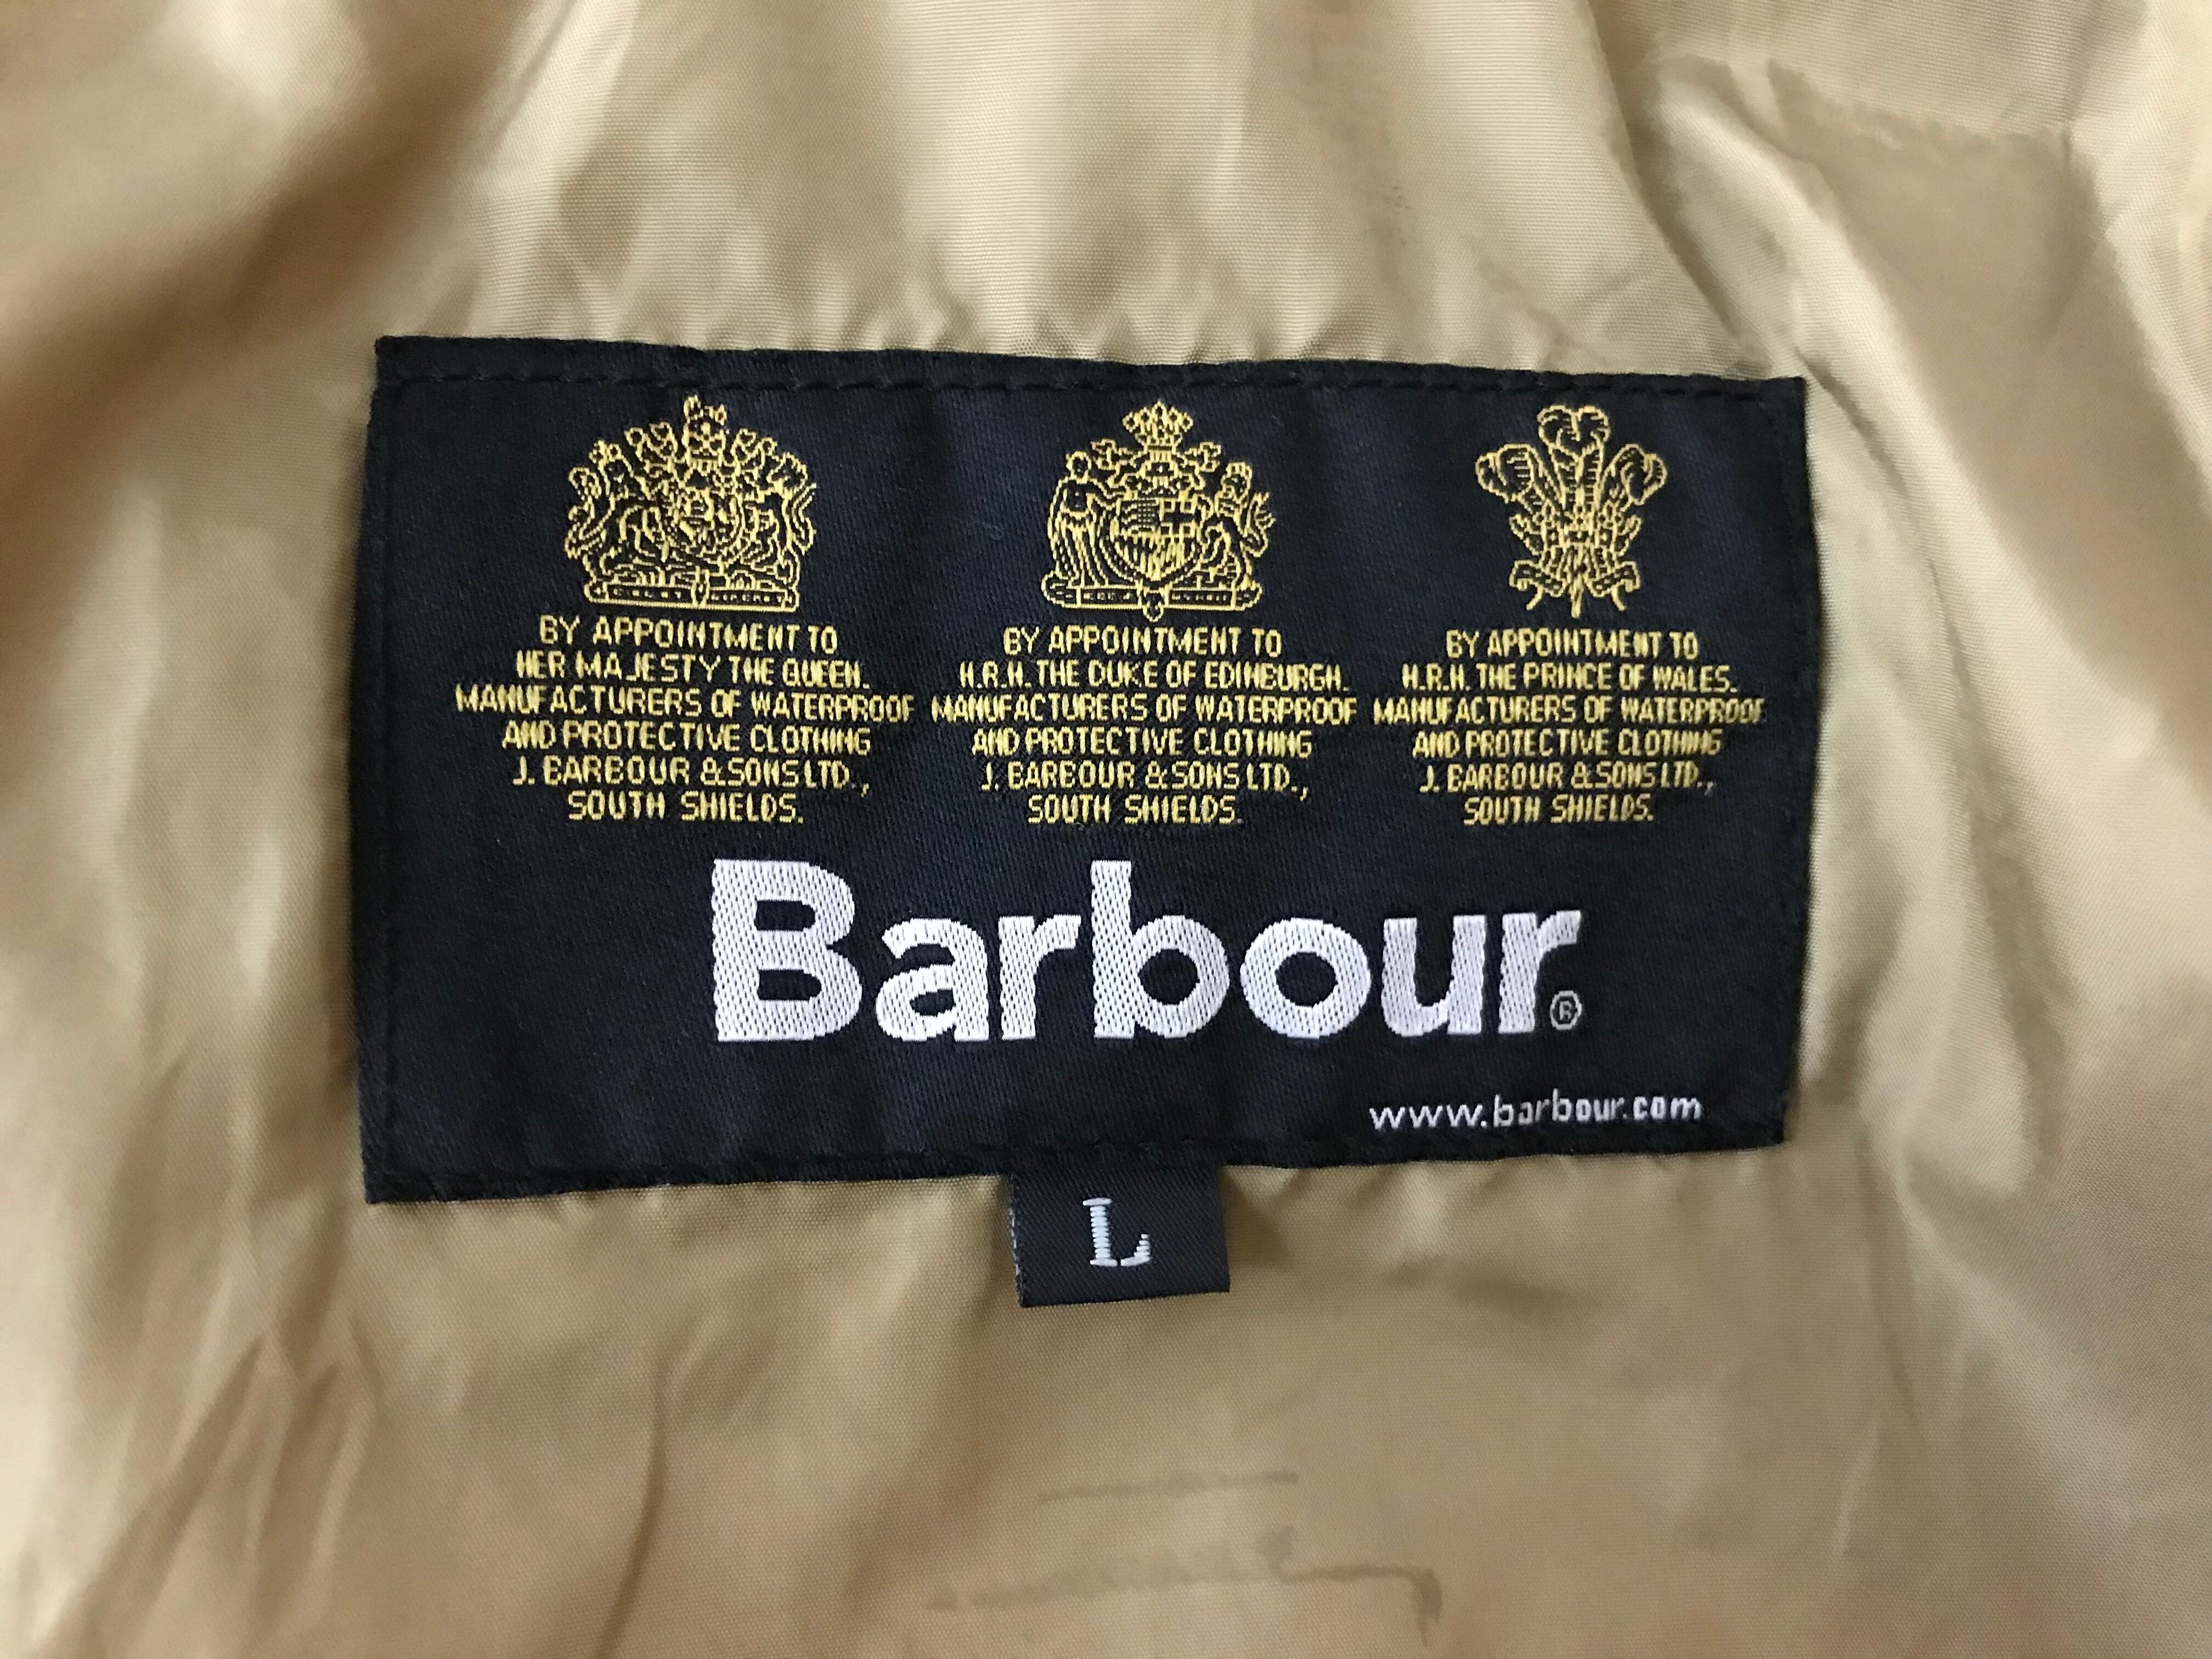 BY APPOINTMENT TO
HER MAJESTY THE QUEEN.
MANUFACTURERS OF WATERPROOF
AND PROTECTIVE CLOTHING
J. BARBOUR & SONS LTD.,
SOUTH SHIELDS.
BY APPOINTMENT TO
H.R.H. THE DUKE OF EDINBURGH.
MANUFACTURERS OF WATERPROOF
AND PROTECTIVE CLOTHING
J. BARBOUR & SONS LTD.,
SOUTH SHIELDS.
BY APPOINTMENT TO
H.R.H. THE PRINCE OF WALES.
MANUFACTURERS OF WATERPROOF
AND PROTECTIVE CLOTHING
J. BARBOUR & SONS LTD.,
SOUTH SHIELDS.
Barbour®
www.barbour.com
L